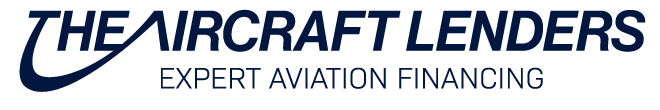 THE AIRCRAFT LENDERS
EXPERT AVIATION FINANCING